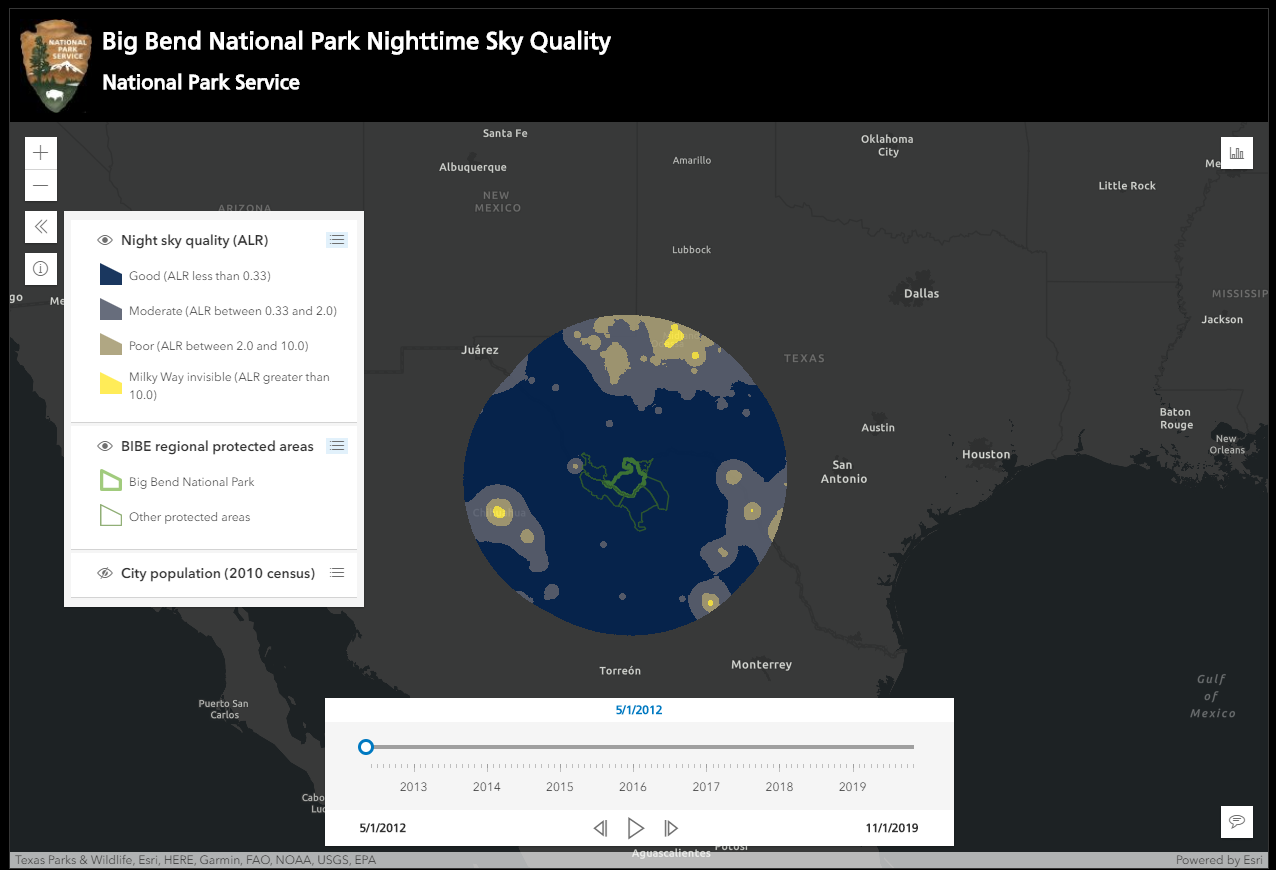 Big Bend National Park Nighttime Sky Quality
National Park Service
NATIONAL
PARK
SERVICE
Santa Fe
Albuquerque
NEW
MEXICO
ARIZONA
Amarillo
Oklahoma
City
Little Rock
Me
Lubbock
Dallas
MISSISSIP
Jackson
go
Me
Juárez
TEXAS
Austin
San
Antonio
Houston
Baton
Rouge
New
Orleans
Chihuahua
Torreón
Monterrey
Gulf
of
Mexico
Puerto San
Carlos
Cabo
Luc
Potosí
Aguascalientes
Night sky quality (ALR)
Good (ALR less than 0.33)
Moderate (ALR between 0.33 and 2.0)
Poor (ALR between 2.0 and 10.0)
Milky Way invisible (ALR greater than
10.0)
BIBE regional protected areas
Big Bend National Park
Other protected areas
City population (2010 census)
5/1/2012
2013 2014 2015 2016 2017 2018 2019
5/1/2012 11/1/2019
Texas Parks & Wildlife, Esri, HERE, Garmin, FAO, NOAA, USGS, EPA
Powered by Esri